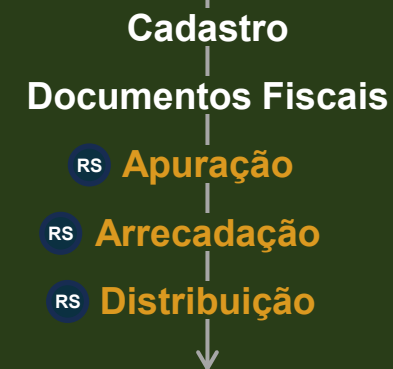 Cadastro
Documentos Fiscais
RS Apuração
RS Arrecadação
RS Distribuição